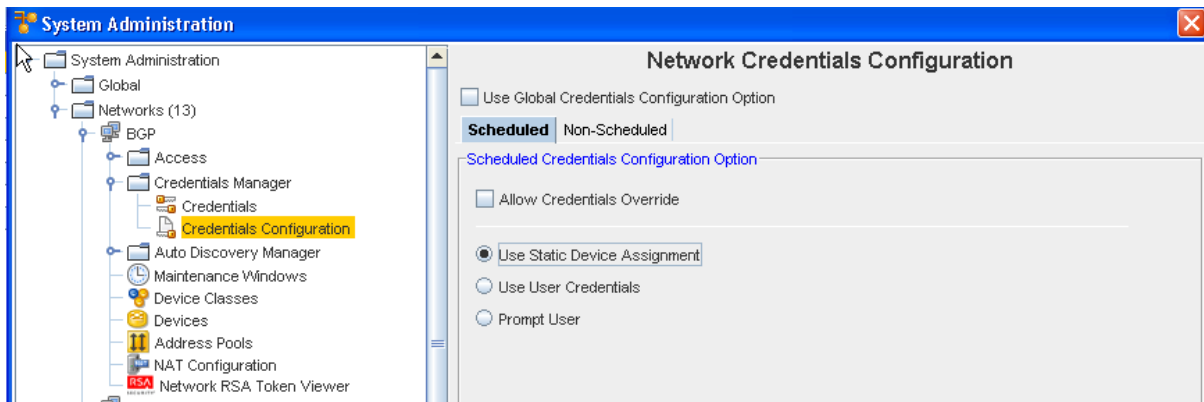 System Administration
System Administration
Global
Networks (13)
BGP
Access
Credentials Manager
Credentials
Credentials Configuration
Auto Discovery Manager
Maintenance Windows
Device Classes
Devices
Address Pools
NAT Configuration
RSA Network RSA Token Viewer
Network Credentials Configuration
Use Global Credentials Configuration Option
Scheduled Non-Scheduled
Scheduled Credentials Configuration Option
Allow Credentials Override
Use Static Device Assignment
Use User Credentials
Prompt User